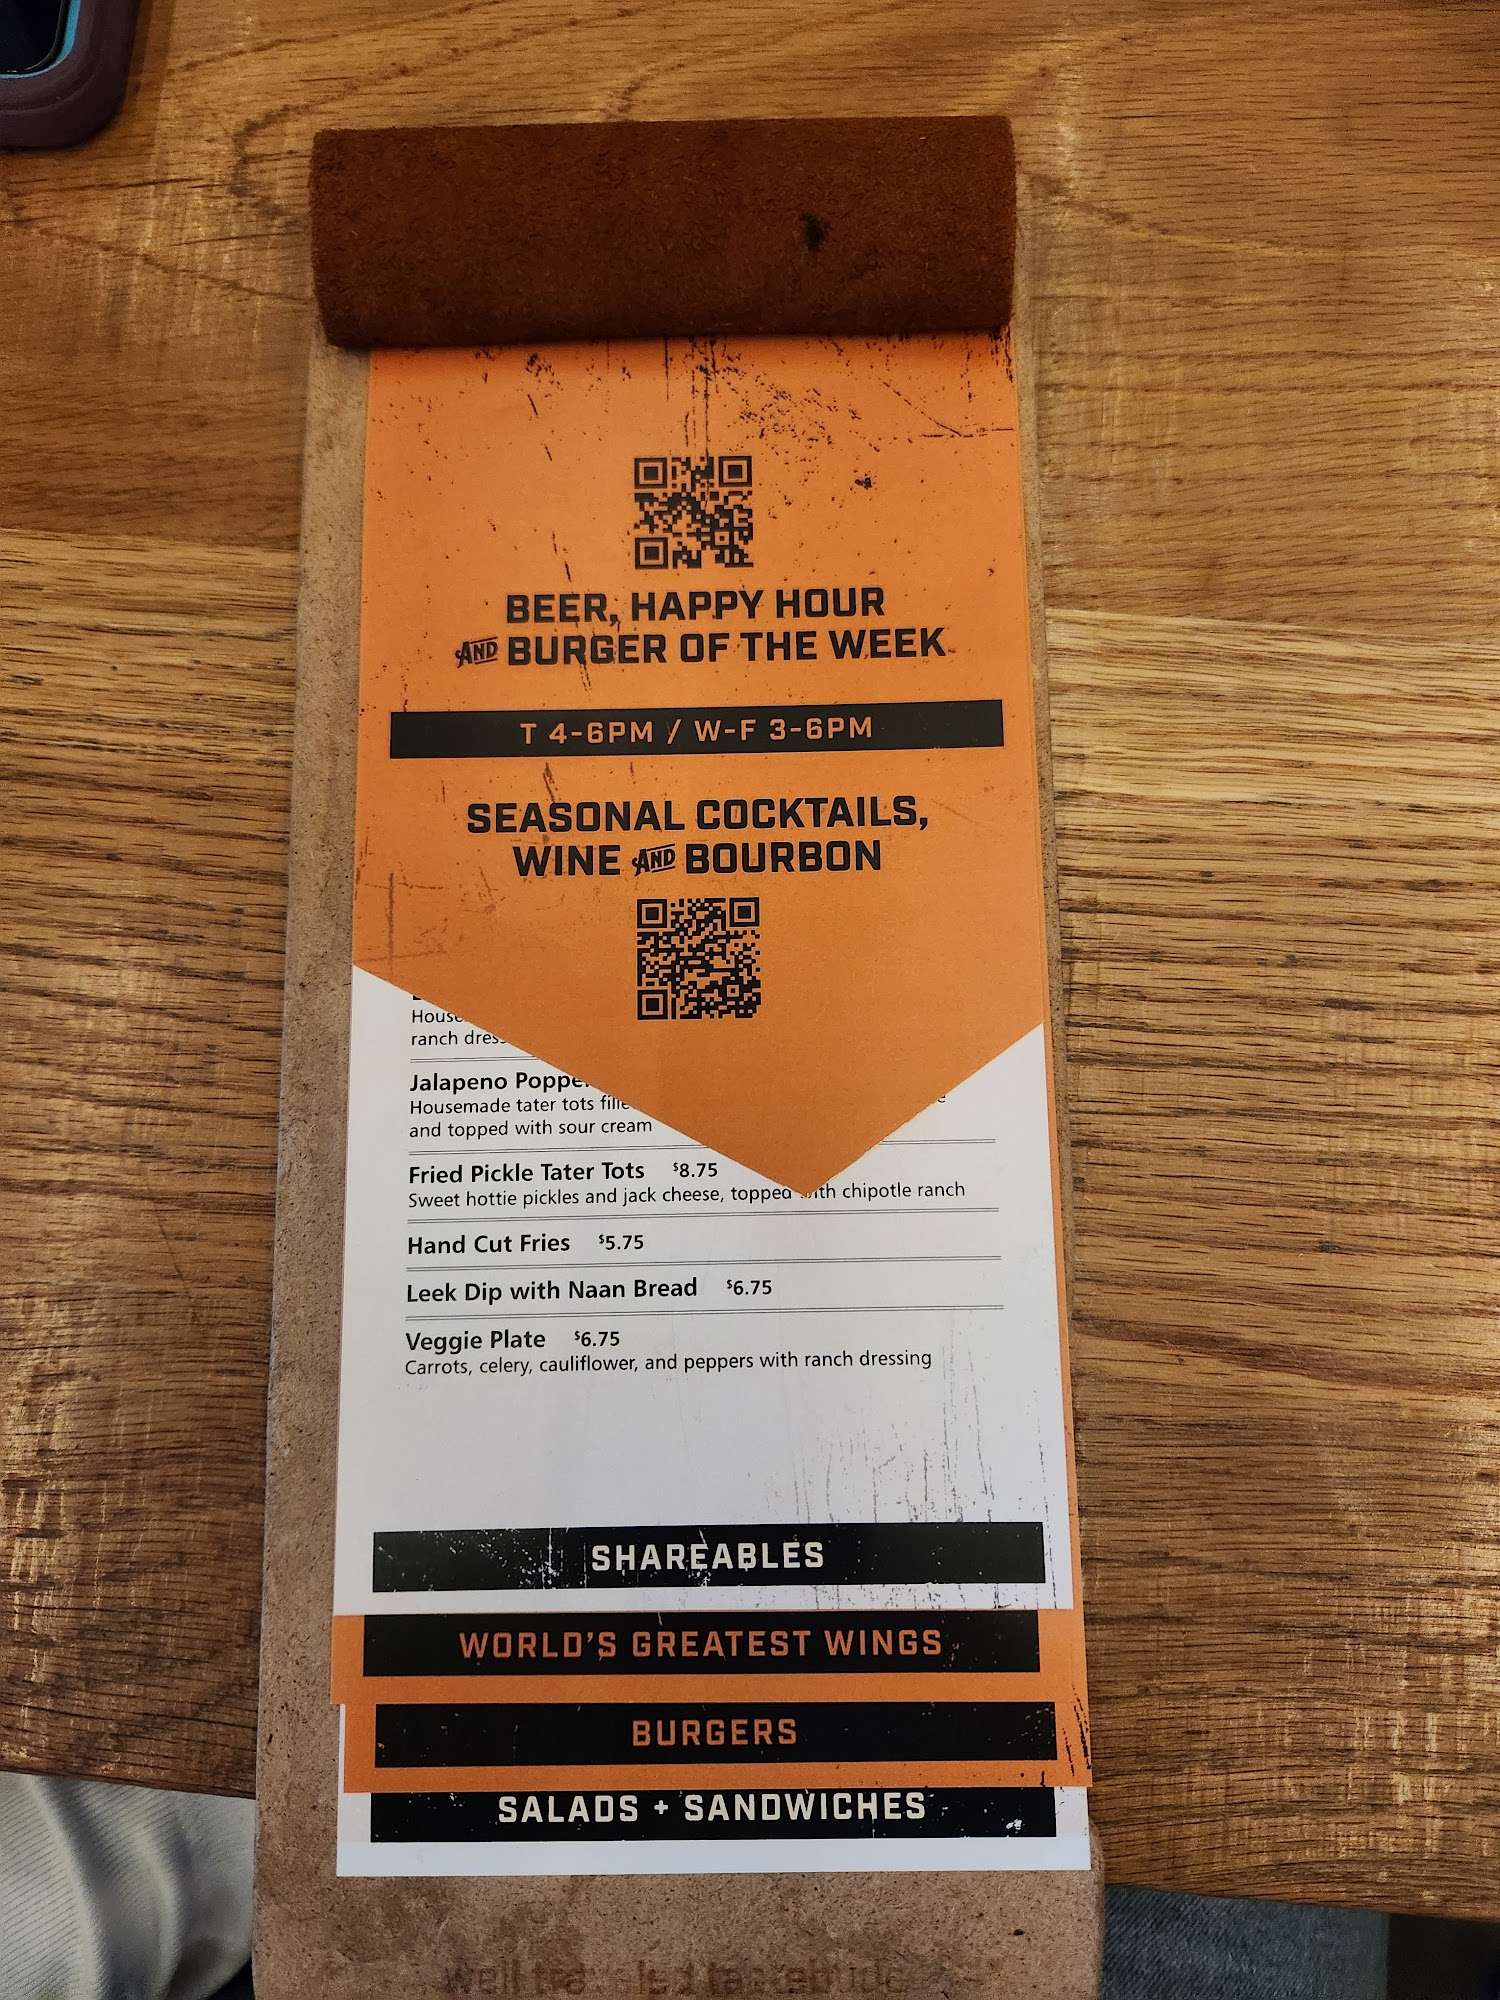 BEER, HAPPY HOUR
AND BURGER OF THE WEEK
T 4-6PM / W-F 3-6PM
SEASONAL COCKTAILS,
WINE AND BOURBON
ranch
Jalapeno
Housemade tater tots
and topped with sour cream
Fried Pickle Tater Tots $8.75
Sweet hottie pickles and jack cheese, topped with chipotle ranch
Hand Cut Fries $5.75
Leek Dip with Naan Bread $6.75
Veggie Plate $6.75
Carrots, celery, cauliflower, and peppers with ranch dressing
SHAREABLES
WORLD'S GREATEST WINGS
BURGERS
SALADS + SANDWICHES
well